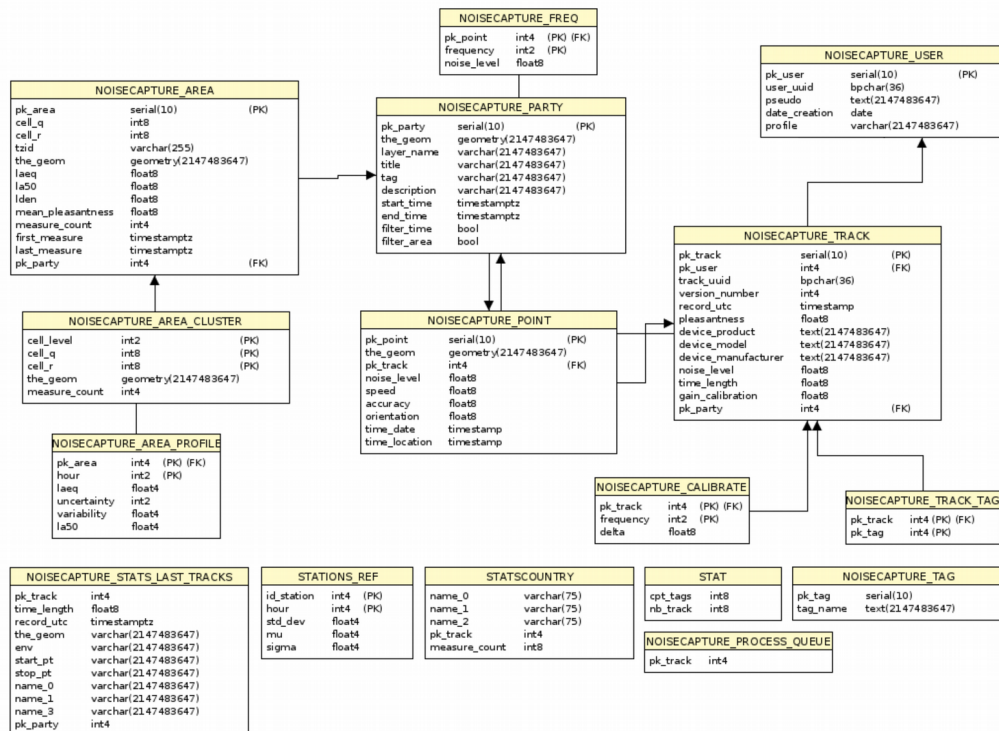 NOISECAPTURE_FREQ
pk_point int4 (PK) (FK)
frequency int2 (PK)
noise_level float8
NOISECAPTURE_USER
pk_user serial(10) (PK)
user_uuid bpchar(36)
pseudo text(2147483647)
date_creation date
profile varchar(2147483647)
NOISECAPTURE_AREA
pk_area serial(10) (PK)
cell_q int8
cell_r int8
tzid varchar(255)
the_geom geometry(2147483647)
laeq float8
la50 float8
lden float8
mean_pleasantness float8
measure_count int4
first_measure timestamptz
last_measure timestamptz
pk_party int4 (FK)
NOISECAPTURE_PARTY
pk_party serial(10) (PK)
the_geom geometry(2147483647)
layer_name varchar(2147483647)
title varchar(2147483647)
tag varchar(2147483647)
description varchar(2147483647)
start_time timestamptz
end_time timestamptz
filter_time bool
filter_area bool
NOISECAPTURE_TRACK
pk_track serial(10) (PK)
pk_user int4 (FK)
track_uuid bpchar(36)
version_number int4
record_utc timestamp
pleasantness float8
device_product text(2147483647)
device_model text(2147483647)
device_manufacturer text(2147483647)
noise_level float8
time_length float8
gain_calibration float8
pk_party int4 (FK)
NOISECAPTURE_AREA_CLUSTER
cell_level int2 (PK)
cell_q int8 (PK)
cell_r int8 (PK)
the_geom geometry(2147483647)
measure_count int4
NOISECAPTURE_POINT
pk_point serial(10) (PK)
the_geom geometry(2147483647)
pk_track int4 (FK)
noise_level float8
speed float8
accuracy float8
orientation float8
time_date timestamp
time_location timestamp
NOISECAPTURE_AREA_PROFILE
pk_area int4 (PK) (FK)
hour int2 (PK)
laeq float4
uncertainty int2
variability float4
la50 float4
NOISECAPTURE_CALIBRATE
pk_track int4 (PK) (FK)
frequency int2 (PK)
delta float8
NOISECAPTURE_TRACK_TAG
pk_track int4 (PK) (FK)
pk_tag int4 (PK)
NOISECAPTURE_STATS_LAST_TRACKS
pk_track int4
time_length float8
record_utc timestamptz
the_geom varchar(2147483647)
env varchar(2147483647)
start_pt varchar(2147483647)
stop_pt varchar(2147483647)
name_0 varchar(2147483647)
name_1 varchar(2147483647)
name_3 varchar(2147483647)
pk_party int4
STATIONS_REF
id_station int4 (PK)
hour int4 (PK)
std_dev float4
mu float4
sigma float4
STATSCOUNTRY
name_0 varchar(75)
name_1 varchar(75)
name_2 varchar(75)
pk_track int4
measure_count int8
STAT
cpt_tags int8
nb_track int8
NOISECAPTURE_TAG
pk_tag serial(10)
tag_name text(2147483647)
NOISECAPTURE_PROCESS_QUEUE
pk_track int4